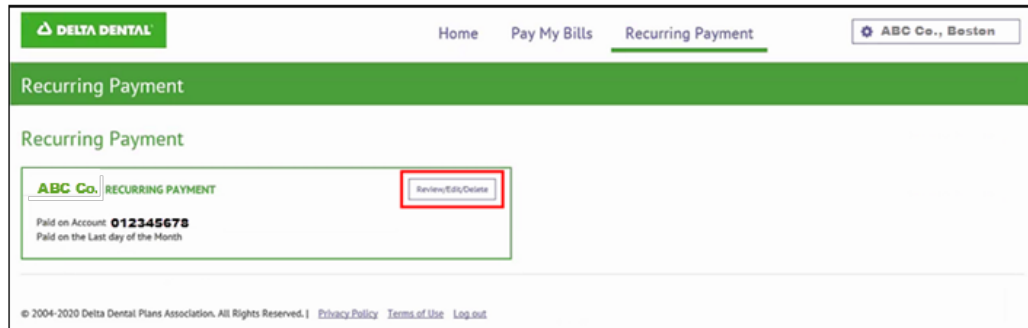 DELTA DENTAL
Home Pay My Bills Recurring Payment ABC Co., Boston
Recurring Payment
Recurring Payment
ABC Co. RECURRING PAYMENT Review/Edit/Delete
Paid on Account 012345678
Paid on the Last day of the Month
© 2004-2020 Delta Dental Plans Association. All Rights Reserved. | Privacy Policy Terms of Use Log out